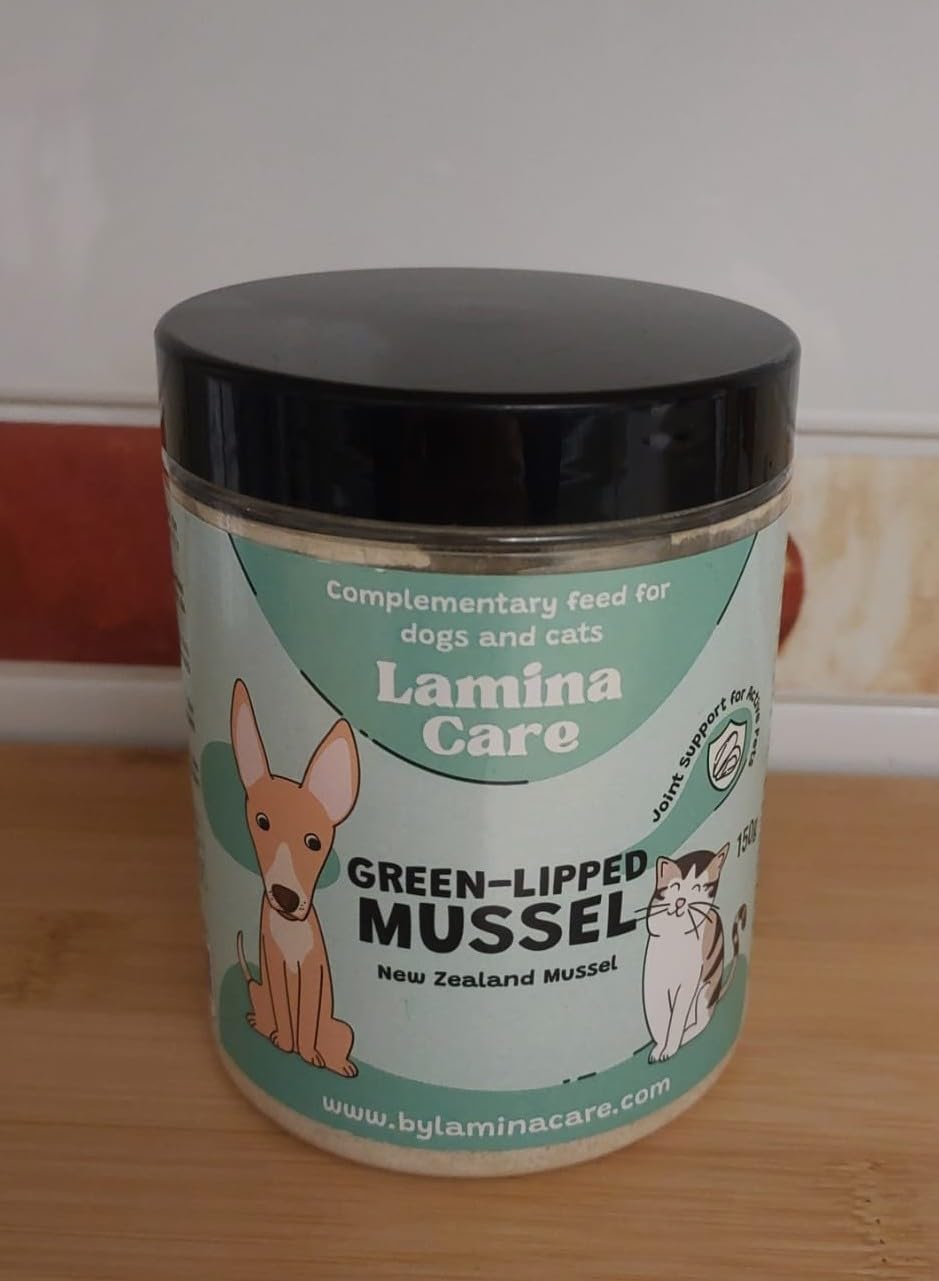 Complementary feed for
dogs and cats
Lamina
Care
Joint Support for Active Pets
150g
GREEN-LIPPED
MUSSEL
New Zealand Mussel
www.bylaminacare.com